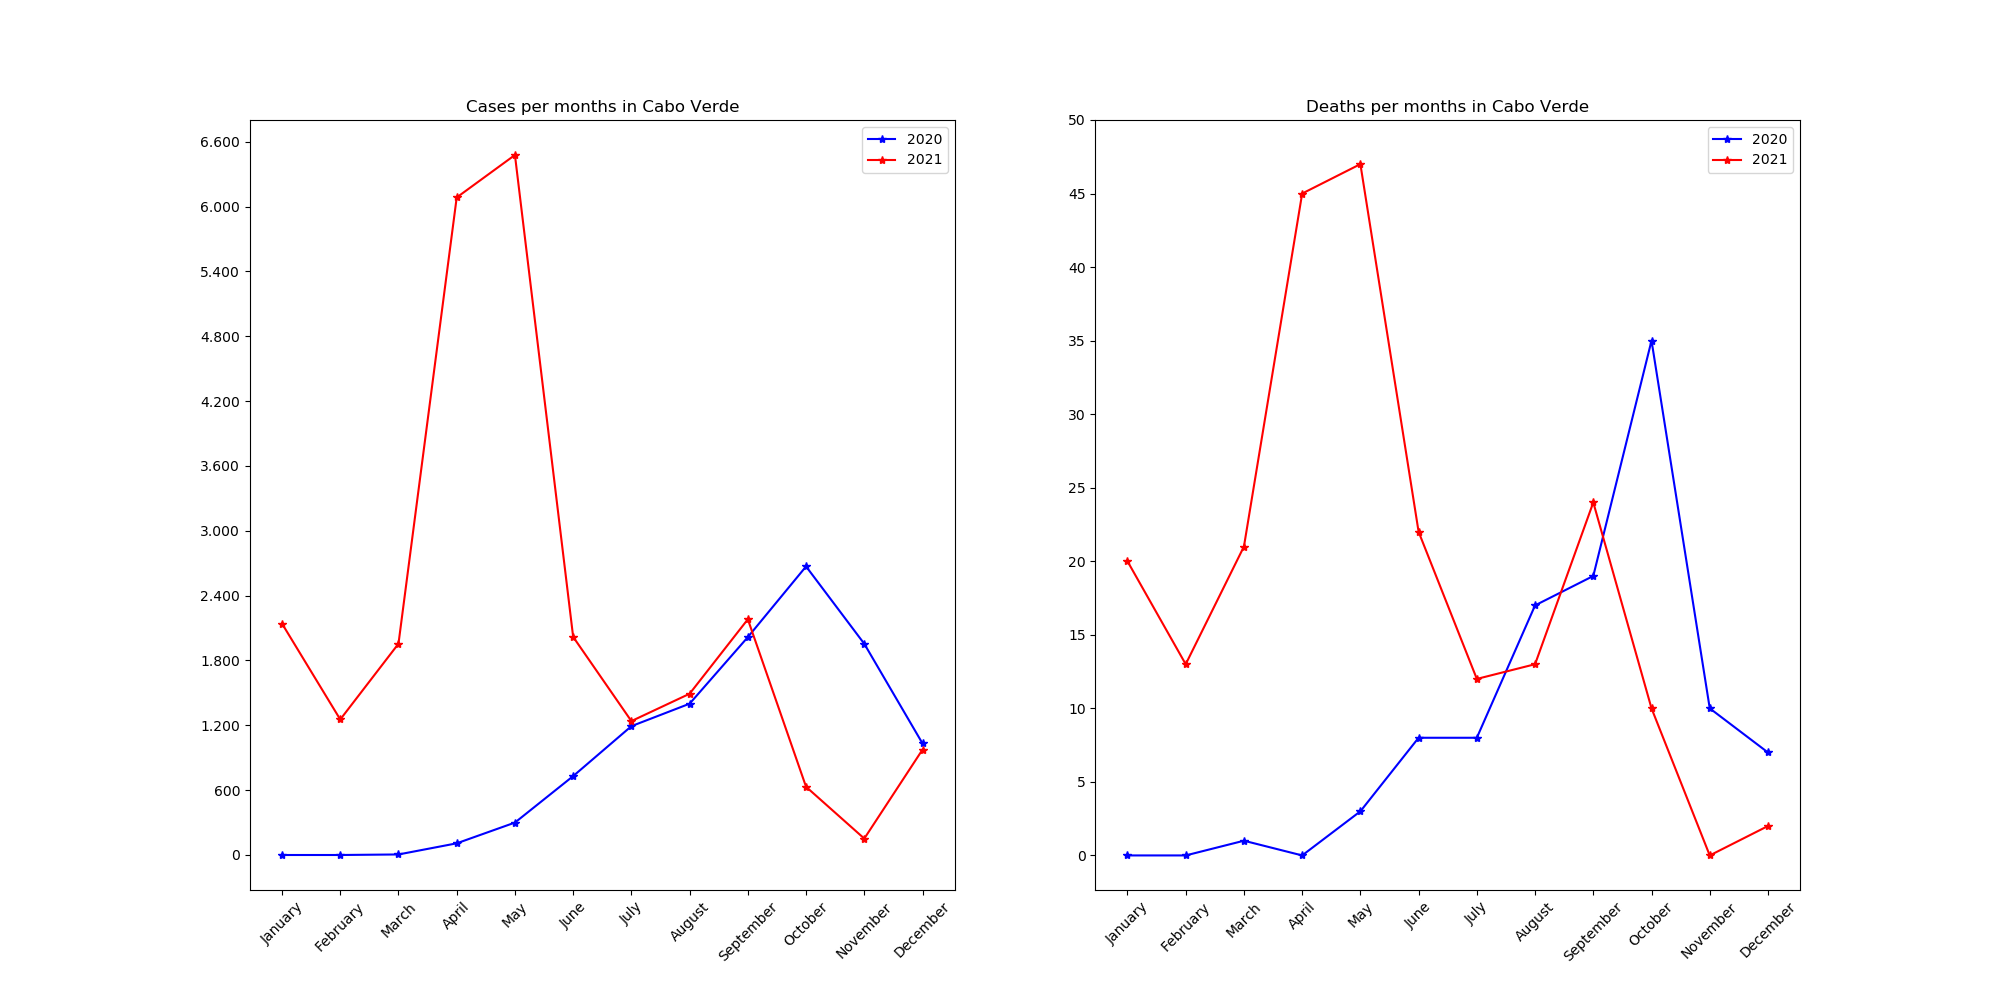 Cases per months in Cabo Verde
2020
2021
6.600
6.000
5.400
4.800
4.200
3.600
3.000
2.400
1.800
1.200
600
0
January
February
March
April
May
June
July
August
September
October
November
December
Deaths per months in Cabo Verde
2020
2021
50
45
40
35
30
25
20
15
10
5
0
January
February
March
April
May
June
July
August
September
October
November
December